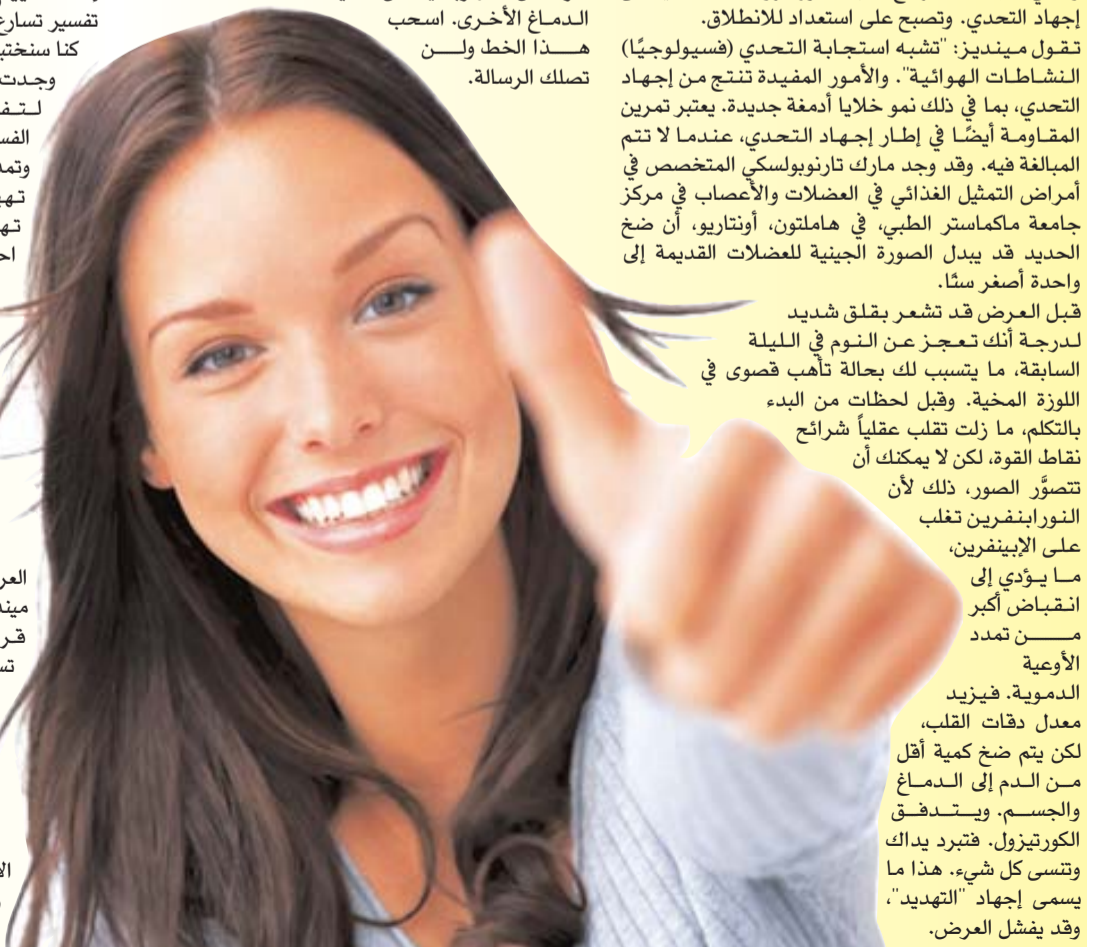 إجهاد التحدي. وتصبح على استعداد للانطلاق.
تقول مينديز: "تشبه استجابة التحدي (فسيولوجيًا)
النشاطات الهوائية". والأمور المفيدة تنتج من إجهاد
التحدي، بما في ذلك نمو خلايا أدمغة جديدة. يعتبر تمرين
المقاومة أيضًا في إطار إجهاد التحدي، عندما لا تتم
المبالغة فيه. وقد وجد مارك تارنوبولسكي المتخصص في
أمراض التمثيل الغذائي في العضلات والأعصاب في مركز
جامعة ماكماستر الطبي، في هاملتون، أونتاريو، أن ضخ
الحديد قد يبدل الصورة الجينية للعضلات القديمة إلى
واحدة أصغر سنًا.
قبل العرض قد تشعر بقلق شديد
لدرجة أنك تعجز عن النوم في الليلة
السابقة، ما يتسبب لك بحالة تأهب قصوى في
اللوزة المخية. وقبل لحظات من البدء
بالتكلم، ما زلت تقلب عقلياً شرائح
نقاط القوة، لكن لا يمكنك أن
تتصوَّر الصور، ذلك لأن
النورابنفرين تغلب
على الإبينفرين،
ما يؤدي إلى
انقباض أكبر
من تمدد
الأوعية
الدموية. فيزيد
معدل دقات القلب،
لكن يتم ضخ كمية أقل
من الدم إلى الدماغ
والجسم. ويتدفق
الكورتيزول. فتبرد يداك
وتنسى كل شيء. هذا ما
يسمى إجهاد "التهديد"،
وقد يفشل العرض.
الدماغ الأخرى. اسحب
هذا الخط ولن
تصلك الرسالة.
تفسير تسارع
كنا سنختبر
وجدت